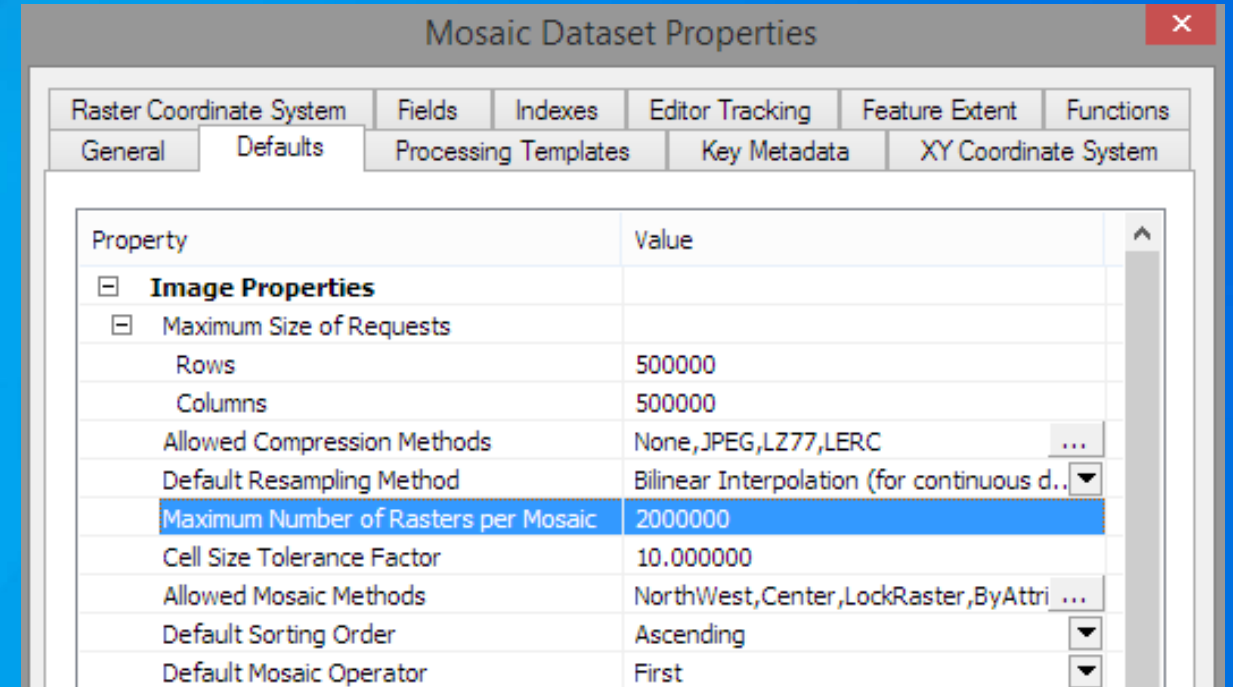 Mosaic Dataset Properties
Raster Coordinate System Fields Indexes Editor Tracking Feature Extent Functions
General Defaults Processing Templates Key Metadata XY Coordinate System
Property Value
Image Properties
Maximum Size of Requests
Rows 500000
Columns 500000
Allowed Compression Methods None,JPEG,LZ77,LERC ...
Default Resampling Method Bilinear Interpolation (for continuous d..
Maximum Number of Rasters per Mosaic 2000000
Cell Size Tolerance Factor 10.000000
Allowed Mosaic Methods NorthWest,Center,LockRaster,ByAttri ...
Default Sorting Order Ascending
Default Mosaic Operator First